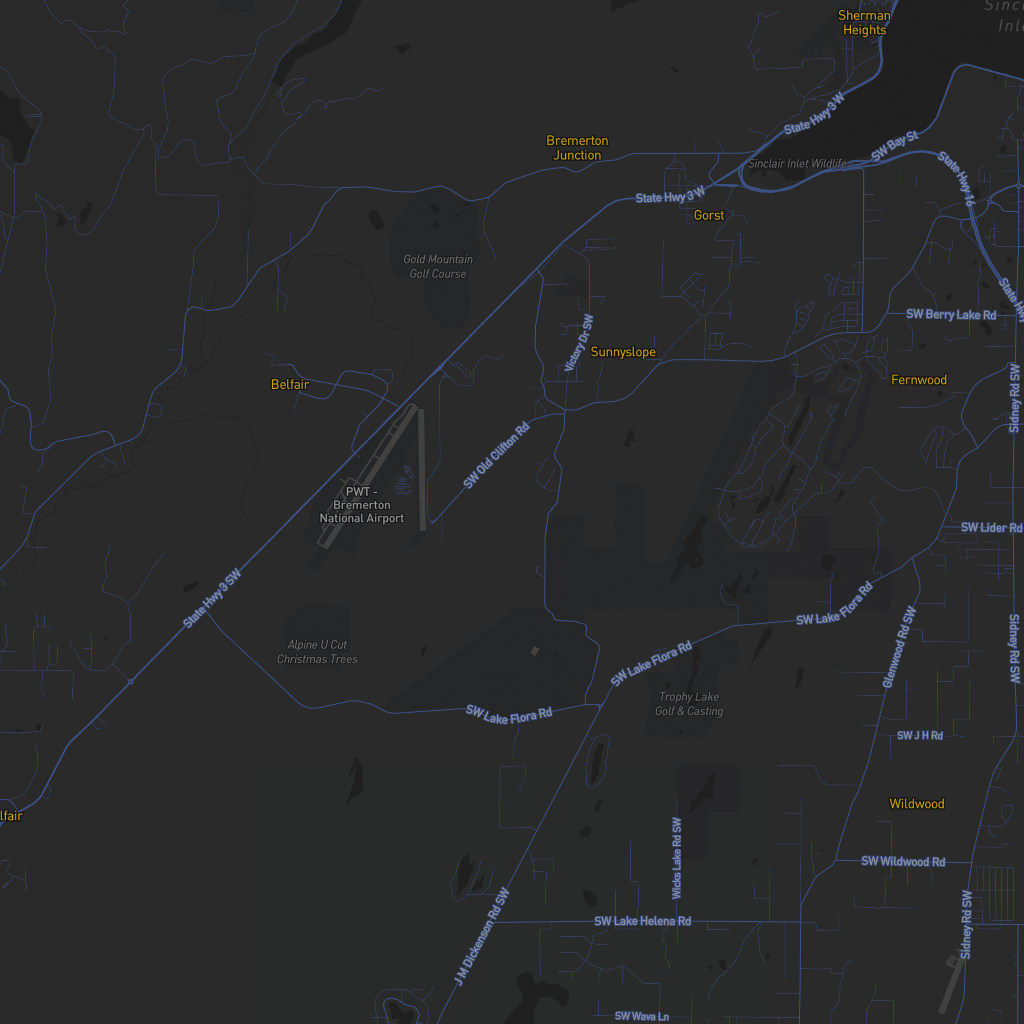 Sherman
Heights
Sinclair Inlet Wildlife
State Hwy 3 W
SW Bay St
Bremerton
Junction
State Hwy 16
State Hwy 3 W
Gorst
Gold Mountain
Golf Course
State Hwy
SW Berry Lake Rd
Victory Dr SW
Sunnyslope
Belfair
Fernwood
Sidney Rd SW
SW Old Clifton Rd
PWT -
Bremerton
National Airport
SW Lider Rd
State Hwy 3 SW
SW Lake Flora Rd
Glenwood Rd SW
Sidney Rd SW
Alpine U Cut
Christmas Trees
SW Lake Flora Rd
Trophy Lake
Golf & Casting
SW Lake Flora Rd
SW J H Rd
Wildwood
lfair
Wicks Lake Rd SW
SW Wildwood Rd
J M Dickenson Rd SW
SW Lake Helena Rd
Sidney Rd SW
SW Wava Ln